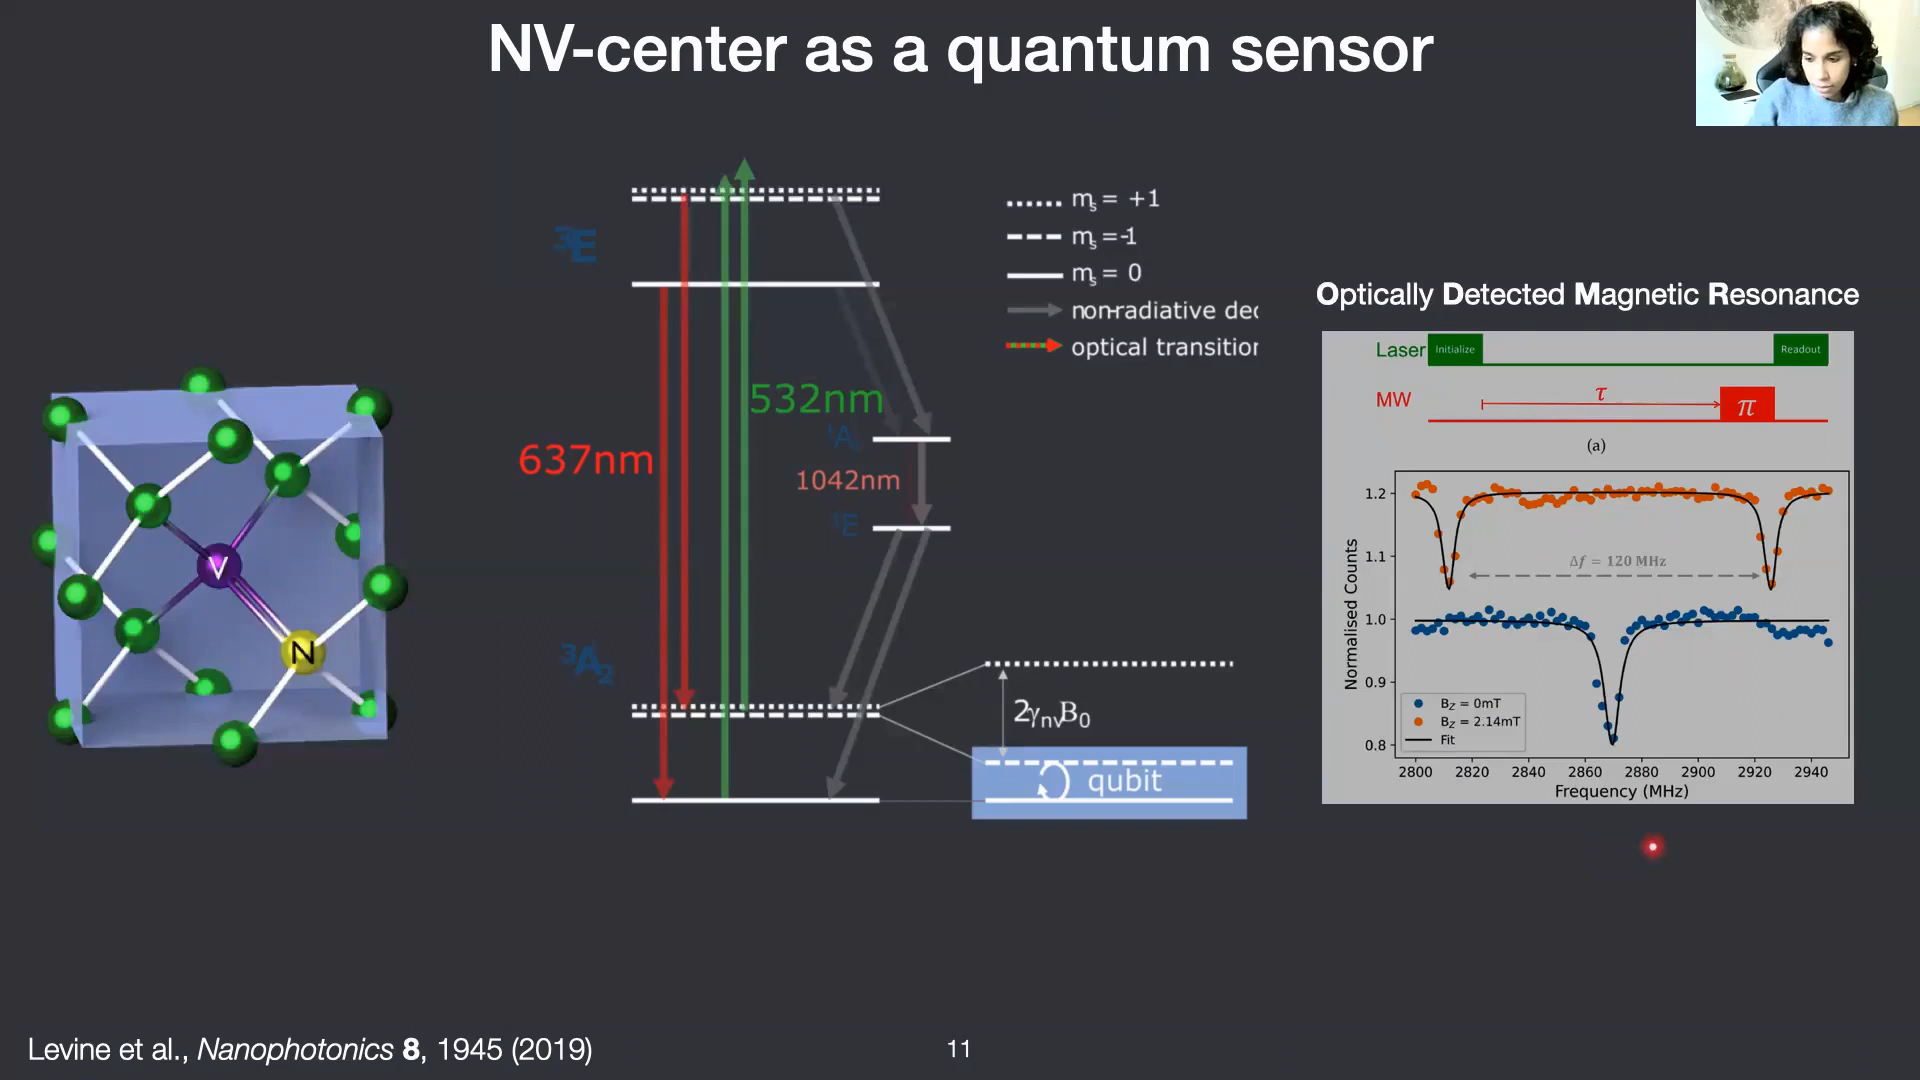 NV-center as a quantum sensor
V
N
³E
³A₂
637nm
532nm
1042nm
¹A₁
¹E
mₛ = +1
mₛ =-1
mₛ = 0
non-radiative dec
optical transition
2γnvB₀
qubit
Optically Detected Magnetic Resonance
Laser
Initialize
Readout
MW
τ
π
(a)
Normalised Counts
1.2
1.1
1.0
0.9
0.8
Δf = 120 MHz
B_Z = 0mT
B_Z = 2.14mT
Fit
2800 2820 2840 2860 2880 2900 2920 2940
Frequency (MHz)
Levine et al., Nanophotonics 8, 1945 (2019)
11